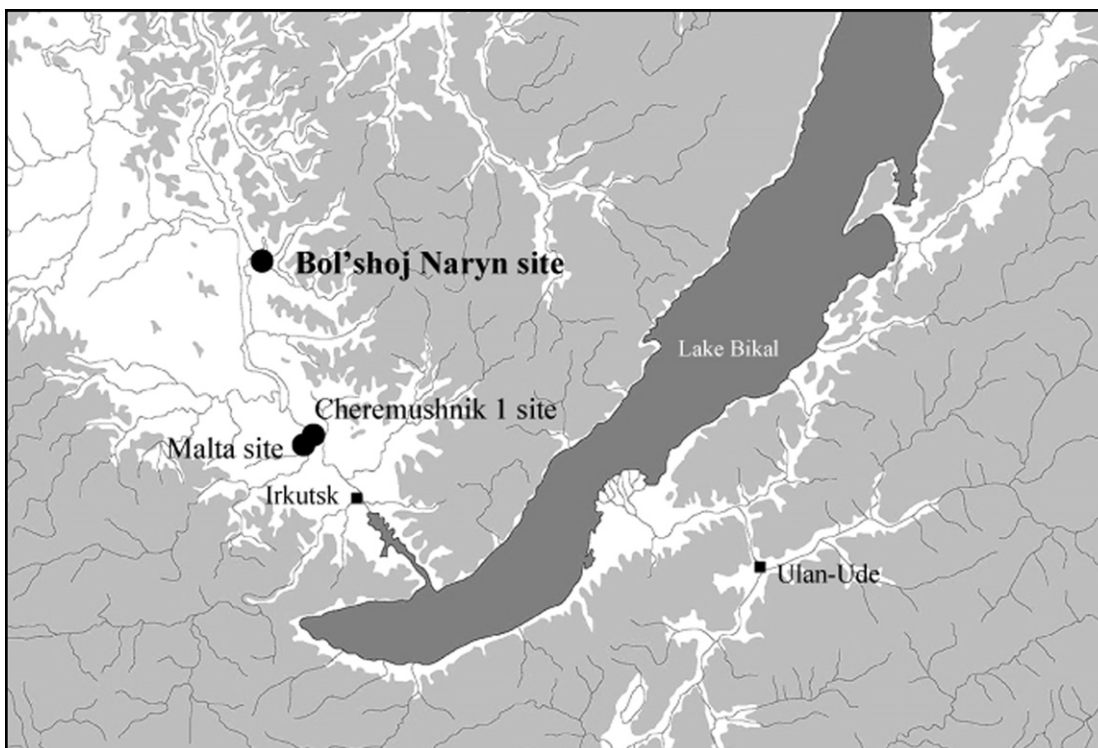 Bol’shoj Naryn site
Lake Bikal
Cheremushnik 1 site
Malta site
Irkutsk
Ulan-Ude